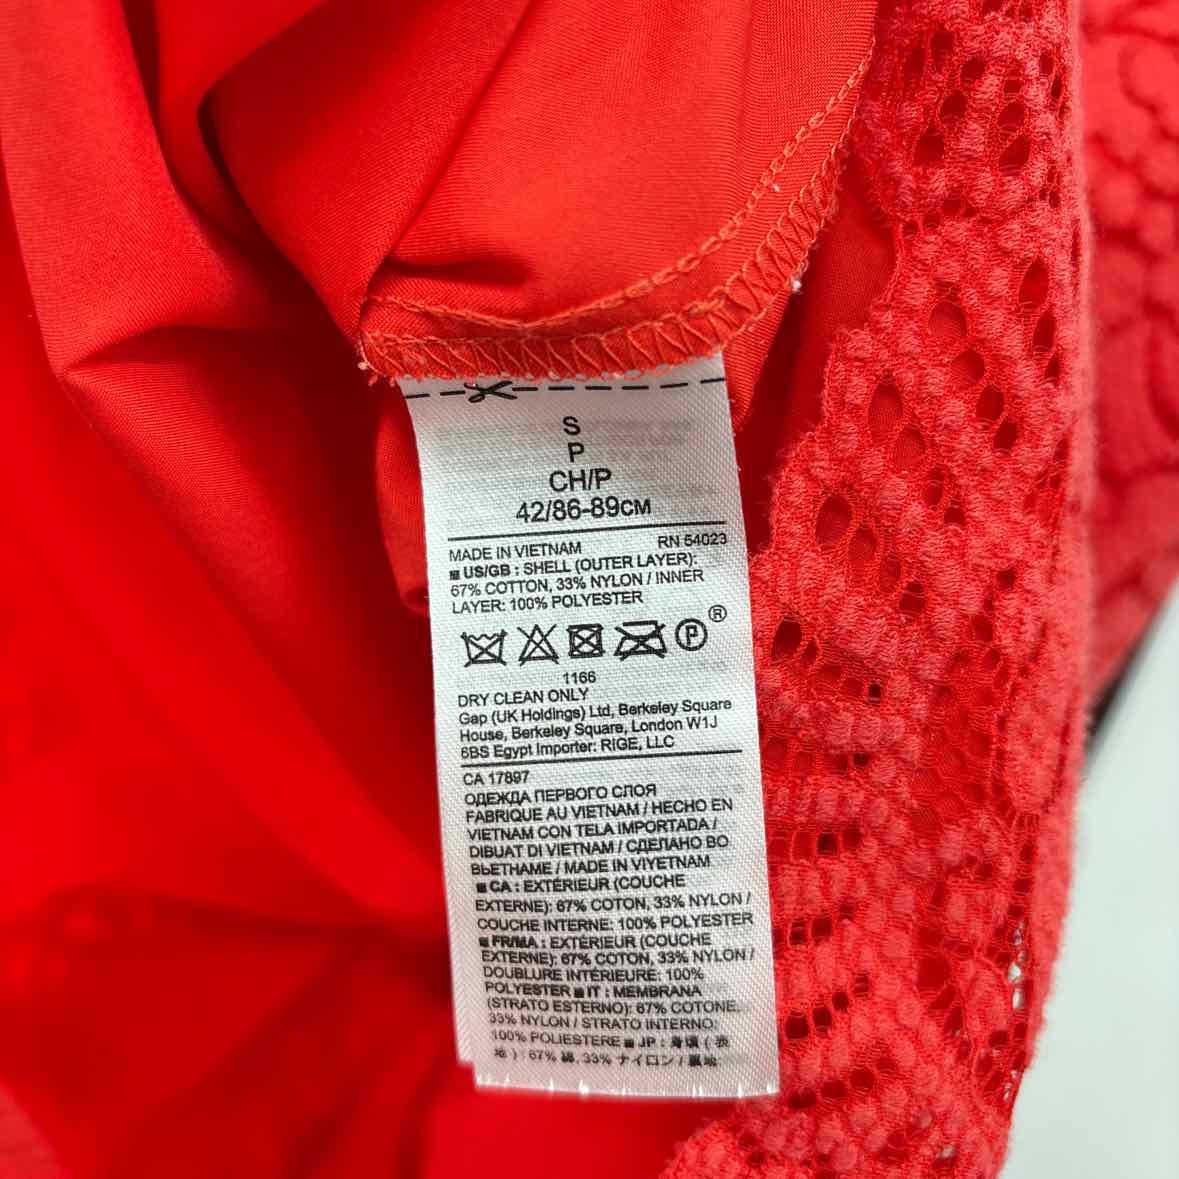 S
P
CH/P
42/86-89CM
MADE IN VIETNAM RN 54023
■ US/GB : SHELL (OUTER LAYER):
67% COTTON, 33% NYLON / INNER
LAYER: 100% POLYESTER
P ®
1166
DRY CLEAN ONLY
Gap (UK Holdings) Ltd, Berkeley Square
House, Berkeley Square, London W1J
6BS Egypt Importer: RIGE, LLC
CA 17897
ОДЕЖДА ПЕРВОГО СЛОЯ
FABRIQUE AU VIETNAM / HECHO EN
VIETNAM CON TELA IMPORTADA /
DIBUAT DI VIETNAM / СДЕЛАНО ВО
ВЬЕТНАМЕ / MADE IN VIYETNAM
■ CA : EXTÉRIEUR (COUCHE
EXTERNE): 67% COTON, 33% NYLON /
COUCHE INTERNE: 100% POLYESTER
■ FR/MA : EXTÉRIEUR (COUCHE
EXTERNE): 67% COTON, 33% NYLON /
DOUBLURE INTÉRIEURE: 100%
POLYESTER ■ IT : MEMBRANA
(STRATO ESTERNO): 67% COTONE,
33% NYLON / STRATO INTERNO:
100% POLIESTERE ■ JP : 身頃 ( 表
地 ) : 67% 綿, 33% ナイロン / 裏地